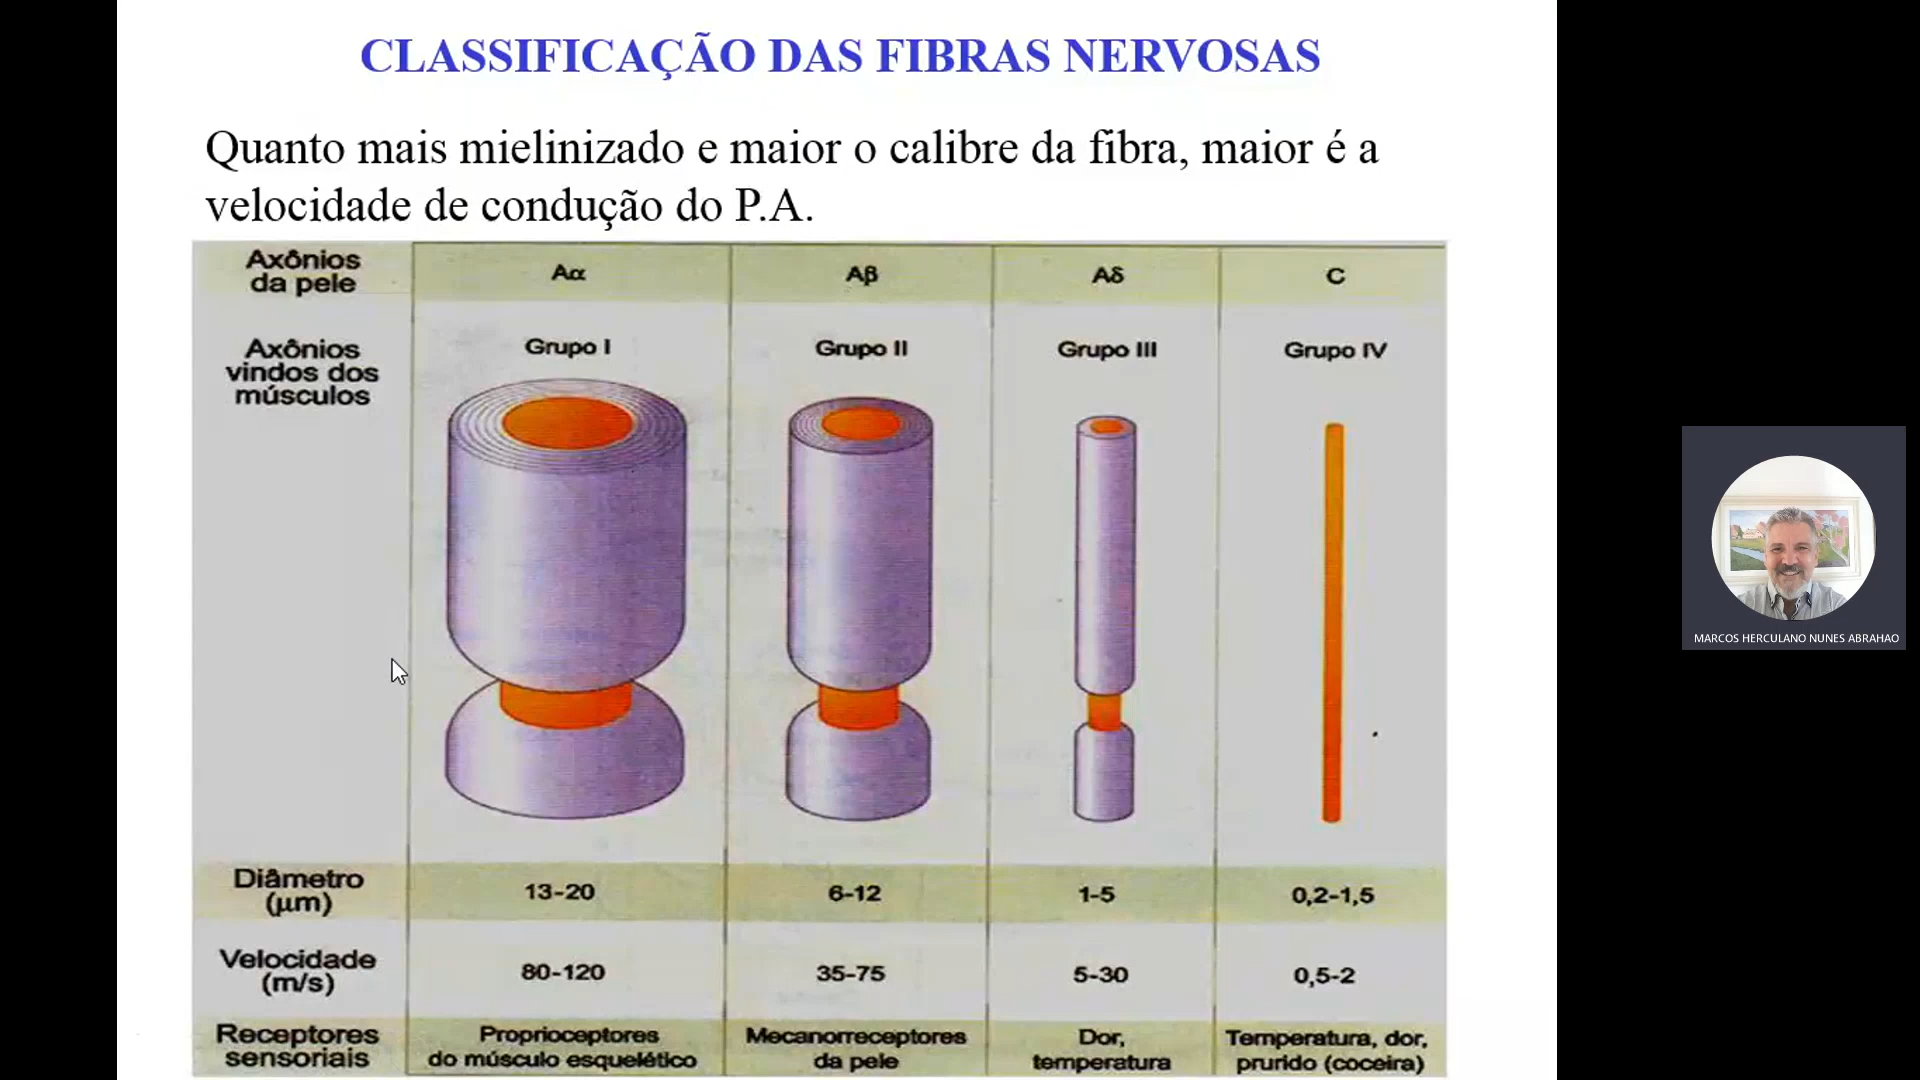 CLASSIFICAÇÃO DAS FIBRAS NERVOSAS
Quanto mais mielinizado e maior o calibre da fibra, maior é a
velocidade de condução do P.A.
Axônios
da pele
Aα
Aβ
Aδ
C
Axônios
vindos dos
músculos
Grupo I
Grupo II
Grupo III
Grupo IV
Diâmetro
(µm)
13-20
6-12
1-5
0,2-1,5
Velocidade
(m/s)
80-120
35-75
5-30
0,5-2
Receptores
sensoriais
Proprioceptores
do músculo esquelético
Mecanorreceptores
da pele
Dor,
temperatura
Temperatura, dor,
prurido (coceira)
MARCOS HERCULANO NUNES ABRAHAO